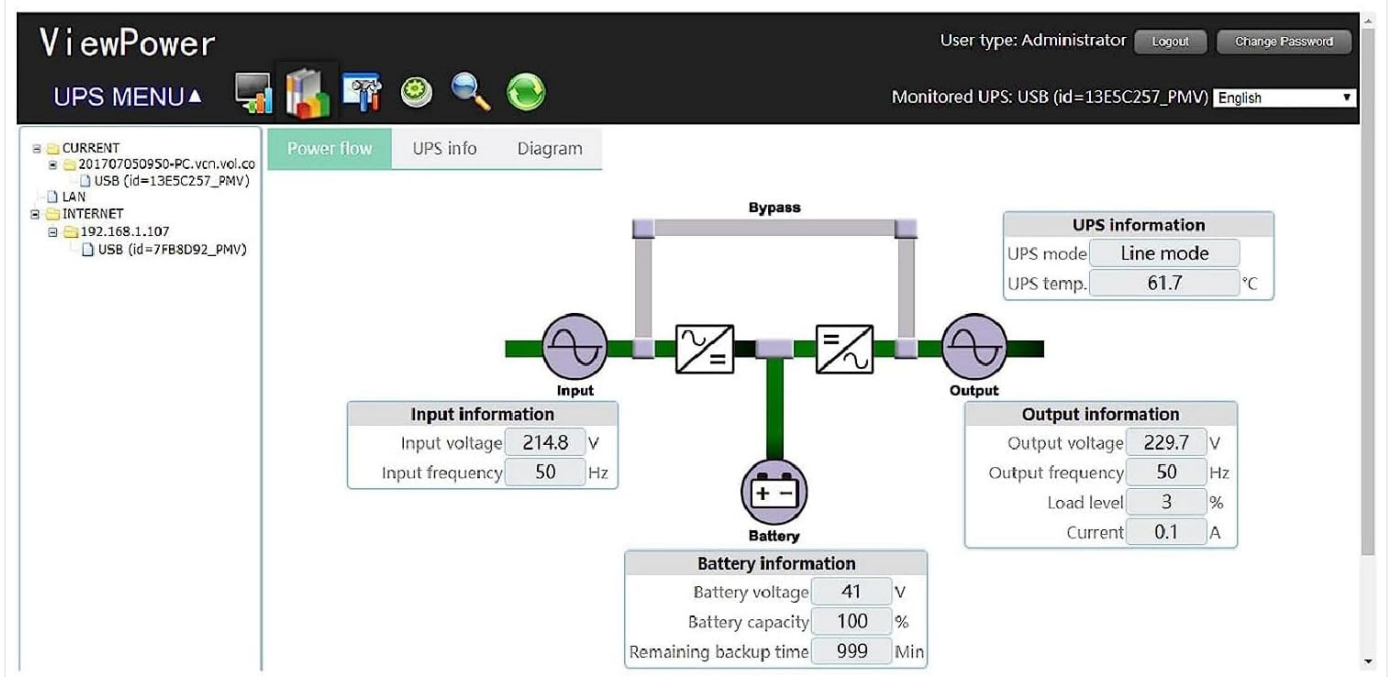 ViewPower
User type: Administrator Logout Change Password
UPS MENU▲
Monitored UPS: USB (id=13E5C257_PMV) English
CURRENT
201707050950-PC.vcn.vol.co
USB (id=13E5C257_PMV)
LAN
INTERNET
192.168.1.107
USB (id=7FB8D92_PMV)
Power flow UPS info Diagram
Bypass
UPS information
UPS mode Line mode
UPS temp. 61.7 °C
Input
Output
Input information
Input voltage 214.8 V
Input frequency 50 Hz
Output information
Output voltage 229.7 V
Output frequency 50 Hz
Load level 3 %
Current 0.1 A
Battery
Battery information
Battery voltage 41 V
Battery capacity 100 %
Remaining backup time 999 Min